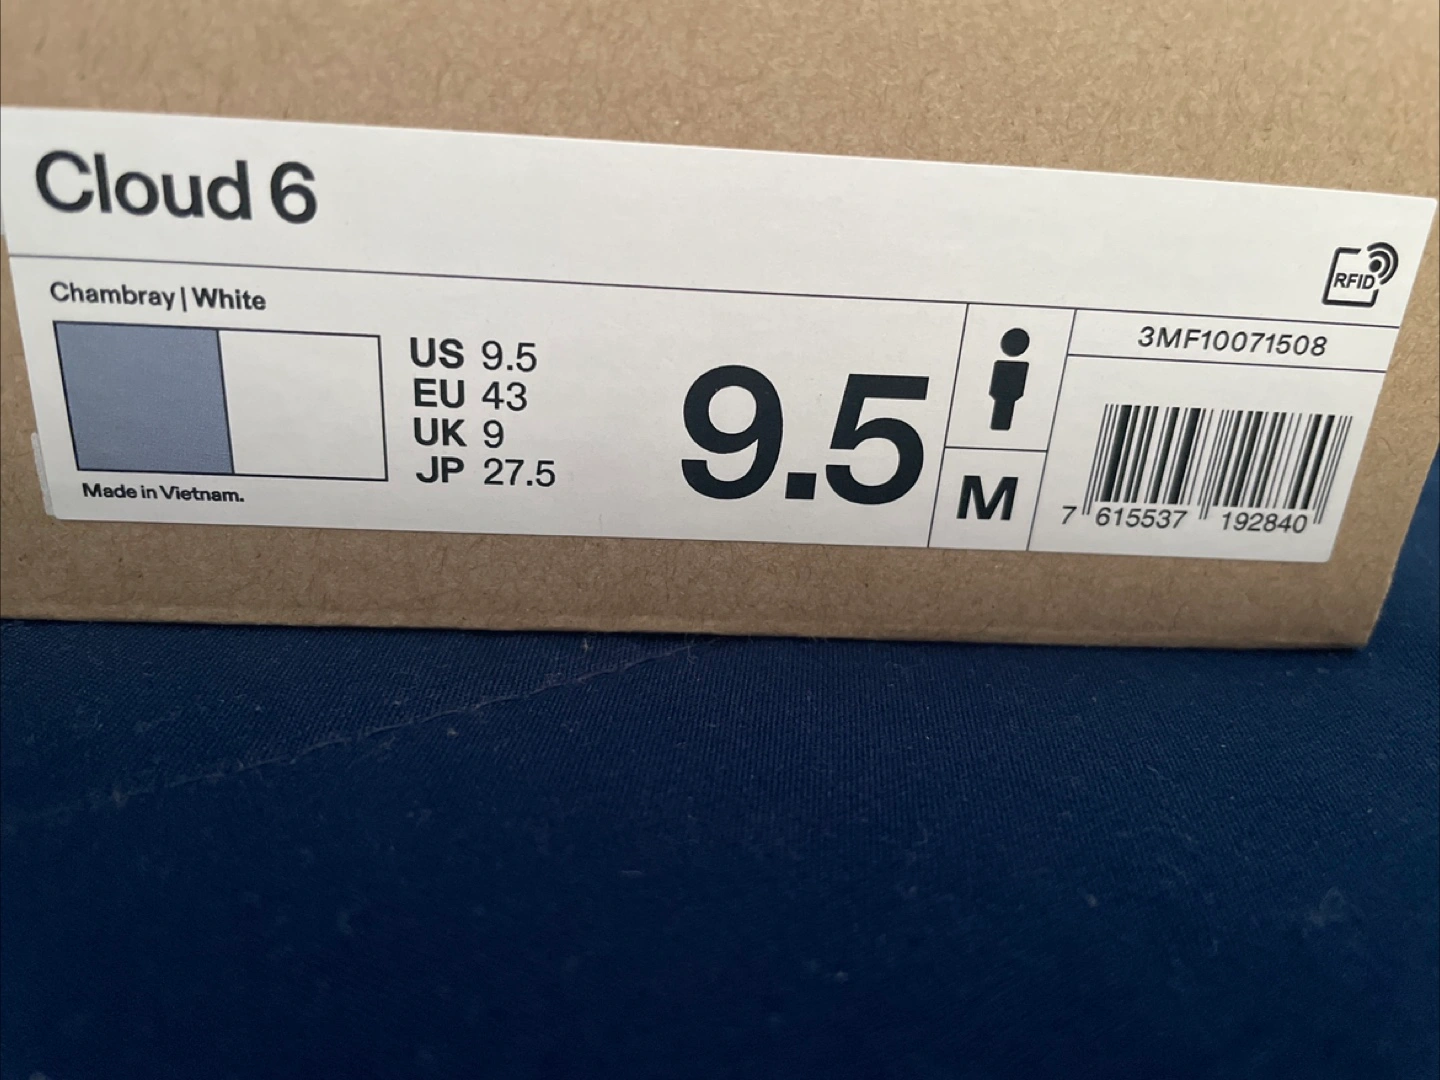 Cloud 6
RFID
Chambray | White
US 9.5
EU 43
UK 9
JP 27.5
Made in Vietnam.
9.5
M
3MF10071508
7 615537 192840